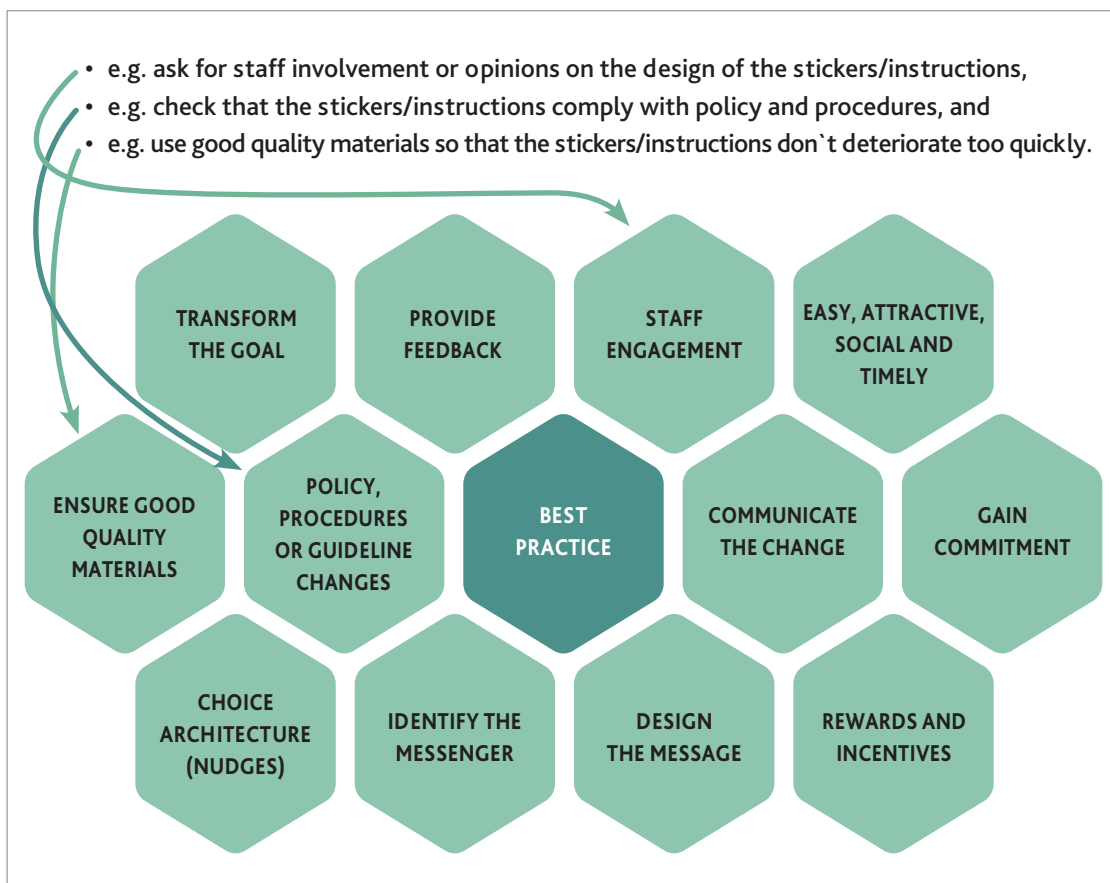 • e.g. ask for staff involvement or opinions on the design of the stickers/instructions,
• e.g. check that the stickers/instructions comply with policy and procedures, and
• e.g. use good quality materials so that the stickers/instructions don`t deteriorate too quickly.
TRANSFORM
THE GOAL
PROVIDE
FEEDBACK
STAFF
ENGAGEMENT
EASY, ATTRACTIVE,
SOCIAL AND
TIMELY
ENSURE GOOD
QUALITY
MATERIALS
POLICY,
PROCEDURES
OR GUIDELINE
CHANGES
BEST
PRACTICE
COMMUNICATE
THE CHANGE
GAIN
COMMITMENT
CHOICE
ARCHITECTURE
(NUDGES)
IDENTIFY THE
MESSENGER
DESIGN
THE MESSAGE
REWARDS AND
INCENTIVES